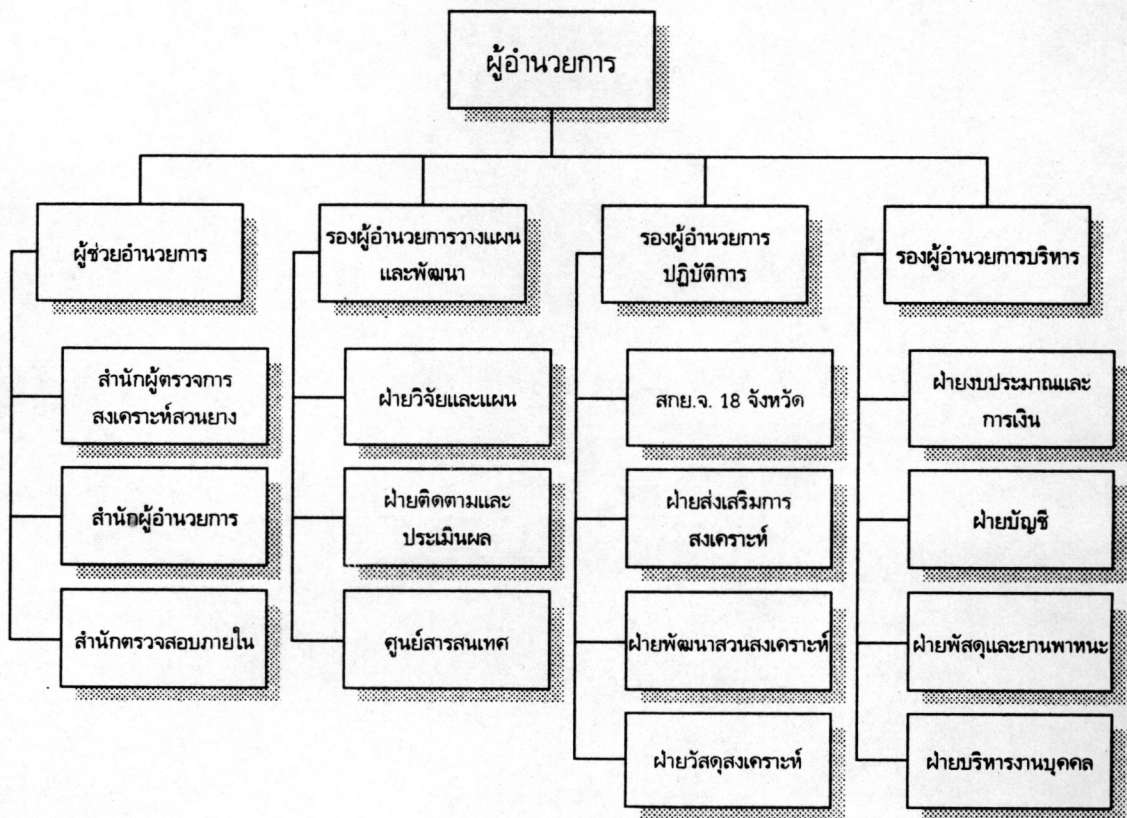 ผู้อำนวยการ
ผู้ช่วยอำนวยการ
สำนักผู้ตรวจการ
สงเคราะห์สวนยาง
สำนักผู้อำนวยการ
สำนักตรวจสอบภายใน
รองผู้อำนวยการวางแผน
และพัฒนา
ฝ่ายวิจัยและแผน
ฝ่ายติดตามและ
ประเมินผล
ศูนย์สารสนเทศ
รองผู้อำนวยการ
ปฏิบัติการ
สกย.จ. 18 จังหวัด
ฝ่ายส่งเสริมการ
สงเคราะห์
ฝ่ายพัฒนาสวนสงเคราะห์
ฝ่ายวัสดุสงเคราะห์
รองผู้อำนวยการบริหาร
ฝ่ายงบประมาณและ
การเงิน
ฝ่ายบัญชี
ฝ่ายพัสดุและยานพาหนะ
ฝ่ายบริหารงานบุคคล